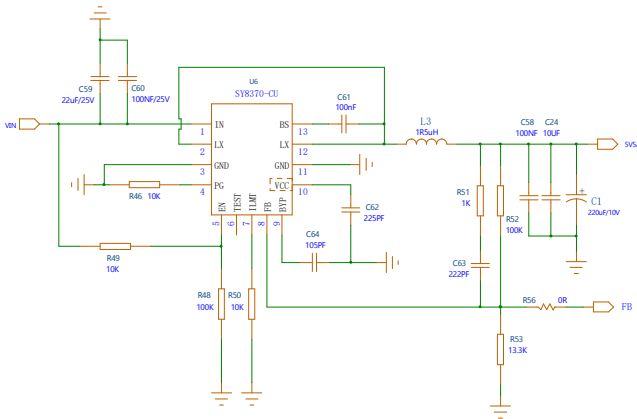 U6
SY8370-CU
C59
22uF/25V
C60
100NF/25V
C61
100nF
VIN
IN
1
LX
2
GND
3
PG
4
BS
13
LX
12
GND
11
VCC
10
EN
5
TEST
6
ILMT
7
FB
8
BYP
9
L3
1R5uH
C58
100NF
C24
10UF
R46 10K
R51
1K
R52
100K
C1
220uF/10V
C62
225PF
C64
105PF
R49
10K
C63
222PF
R48
100K
R50
10K
R56 0R
FB
R53
13.3K